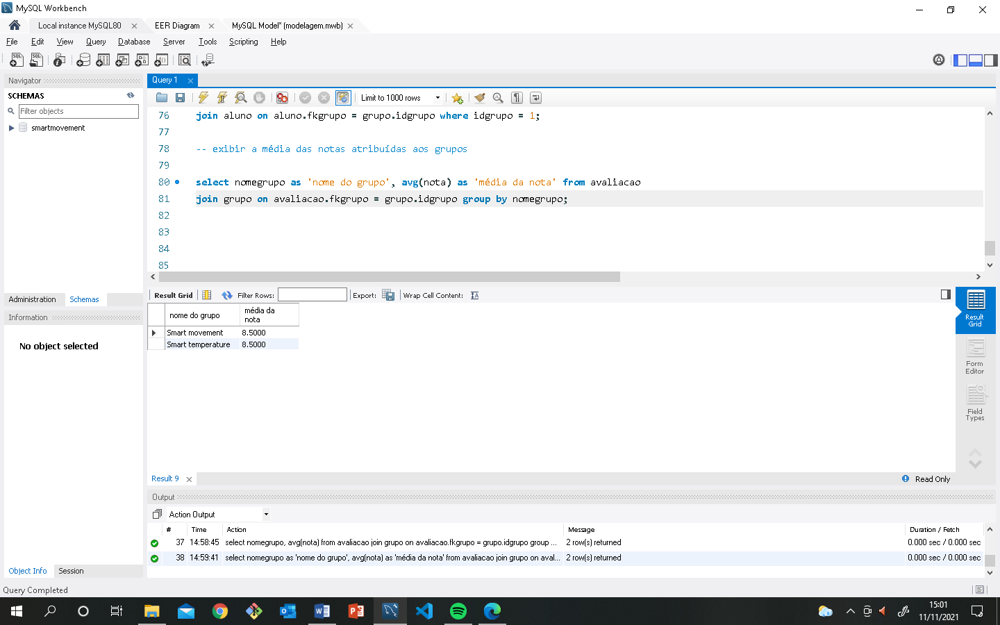 MySQL Workbench
Local instance MySQL80
EER Diagram
MySQL Model* (modelagem.mwb)
File Edit View Query Database Server Tools Scripting Help
Navigator
SCHEMAS
Filter objects
smartmovement
Administration Schemas
Information
No object selected
Object Info Session
Query 1
Limit to 1000 rows
76 join aluno on aluno.fkgrupo = grupo.idgrupo where idgrupo = 1;
77
78 -- exibir a média das notas atribuídas aos grupos
79
80 select nomegrupo as 'nome do grupo', avg(nota) as 'média da nota' from avaliacao
81 join grupo on avaliacao.fkgrupo = grupo.idgrupo group by nomegrupo;
82
83
84
85
Result Grid Filter Rows: Export: Wrap Cell Content:
nome do grupo média da nota
Smart movement 8.5000
Smart temperature 8.5000
Result Grid
Form Editor
Field Types
Result 9
Read Only
Output
Action Output
# Time Action Message Duration / Fetch
37 14:58:45 select nomegrupo, avg(nota) from avaliacao join grupo on avaliacao.fkgrupo = grupo.idgrupo group ... 2 row(s) returned 0.000 sec / 0.000 sec
38 14:59:41 select nomegrupo as 'nome do grupo', avg(nota) as 'média da nota' from avaliacao join grupo on aval... 2 row(s) returned 0.000 sec / 0.000 sec
Query Completed
15:01
11/11/2021